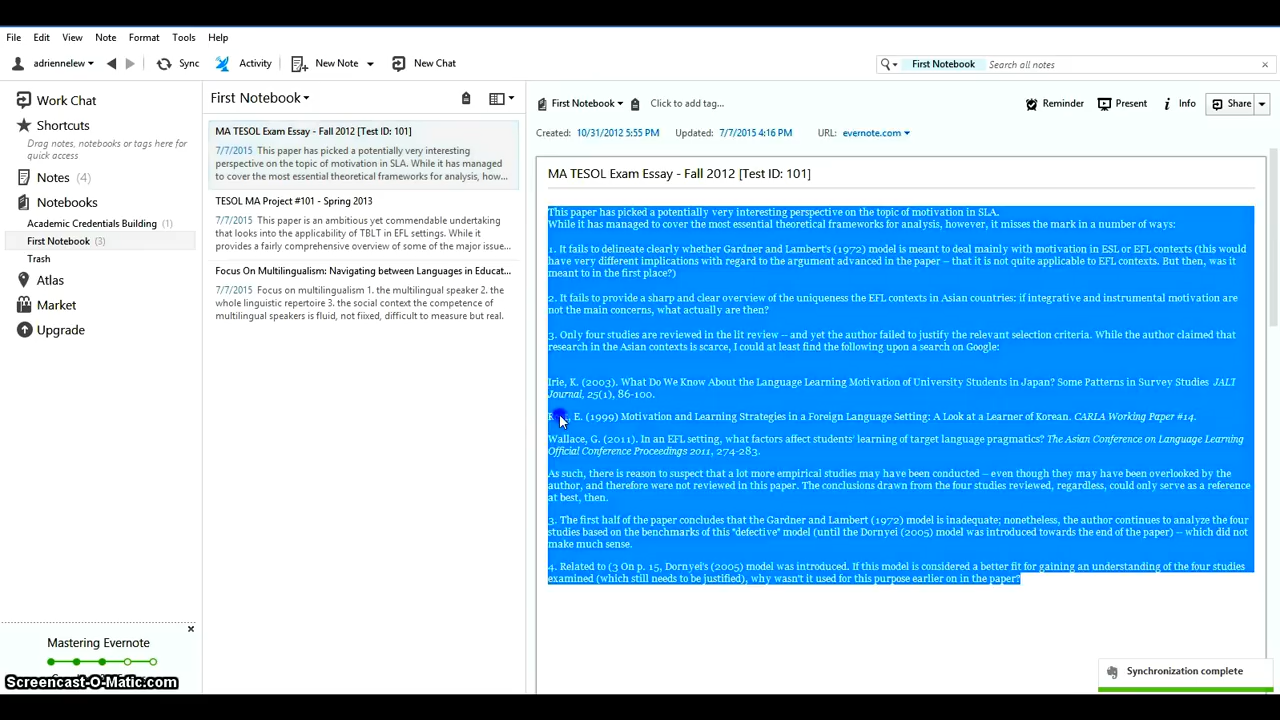 File Edit View Note Format Tools Help
adriennelew Sync Activity New Note New Chat First Notebook Search all notes
Work Chat
Shortcuts
Drag notes, notebooks or tags here for
quick access
Notes (4)
Notebooks
Academic Credentials Building (1)
First Notebook (3)
Trash
Atlas
Market
Upgrade
Mastering Evernote
Screencast-O-Matic.com
First Notebook
MA TESOL Exam Essay - Fall 2012 [Test ID: 101]
7/7/2015 This paper has picked a potentially very interesting
perspective on the topic of motivation in SLA. While it has managed
to cover the most essential theoretical frameworks for analysis, how...
TESOL MA Project #101 - Spring 2013
7/7/2015 This paper is an ambitious yet commendable undertaking
that looks into the applicability of TBLT in EFL settings. While it
provides a fairly comprehensive overview of some of the major issue...
Focus On Multilingualism: Navigating between Languages in Educat...
7/7/2015 Focus on multilingualism 1. the multilingual speaker 2. the
whole linguistic repertoire 3. the social context the competence of
multilingual speakers is fluid, not fiixed, difficult to measure but real.
First Notebook Click to add tag... Reminder Present Info Share
Created: 10/31/2012 5:55 PM Updated: 7/7/2015 4:16 PM URL: evernote.com
MA TESOL Exam Essay - Fall 2012 [Test ID: 101]
This paper has picked a potentially very interesting perspective on the topic of motivation in SLA.
While it has managed to cover the most essential theoretical frameworks for analysis, however, it misses the mark in a number of ways:
1. It fails to delineate clearly whether Gardner and Lambert's (1972) model is meant to deal mainly with motivation in ESL or EFL contexts (this would
have very different implications with regard to the argument advanced in the paper – that it is not quite applicable to EFL contexts. But then, was it
meant to in the first place?)
2. It fails to provide a sharp and clear overview of the uniqueness the EFL contexts in Asian countries: if integrative and instrumental motivation are
not the main concerns, what actually are then?
3. Only four studies are reviewed in the lit review – and yet the author failed to justify the relevant selection criteria. While the author claimed that
research in the Asian contexts is scarce, I could at least find the following upon a search on Google:
Irie, K. (2003). What Do We Know About the Language Learning Motivation of University Students in Japan? Some Patterns in Survey Studies JALT
Journal, 25(1), 86-100.
E. (1999) Motivation and Learning Strategies in a Foreign Language Setting: A Look at a Learner of Korean. CARLA Working Paper #14.
Wallace, G. (2011). In an EFL setting, what factors affect students' learning of target language pragmatics? The Asian Conference on Language Learning
Official Conference Proceedings 2011, 274-283.
As such, there is reason to suspect that a lot more empirical studies may have been conducted – even though they may have been overlooked by the
author, and therefore were not reviewed in this paper. The conclusions drawn from the four studies reviewed, regardless, could only serve as a reference
at best, then.
3. The first half of the paper concludes that the Gardner and Lambert (1972) model is inadequate; nonetheless, the author continues to analyze the four
studies based on the benchmarks of this "defective" model (until the Dornyei (2005) model was introduced towards the end of the paper) – which did not
make much sense.
4. Related to (3 On p. 15, Dornyei's (2005) model was introduced. If this model is considered a better fit for gaining an understanding of the four studies
examined (which still needs to be justified), why wasn't it used for this purpose earlier on in the paper?
Synchronization complete